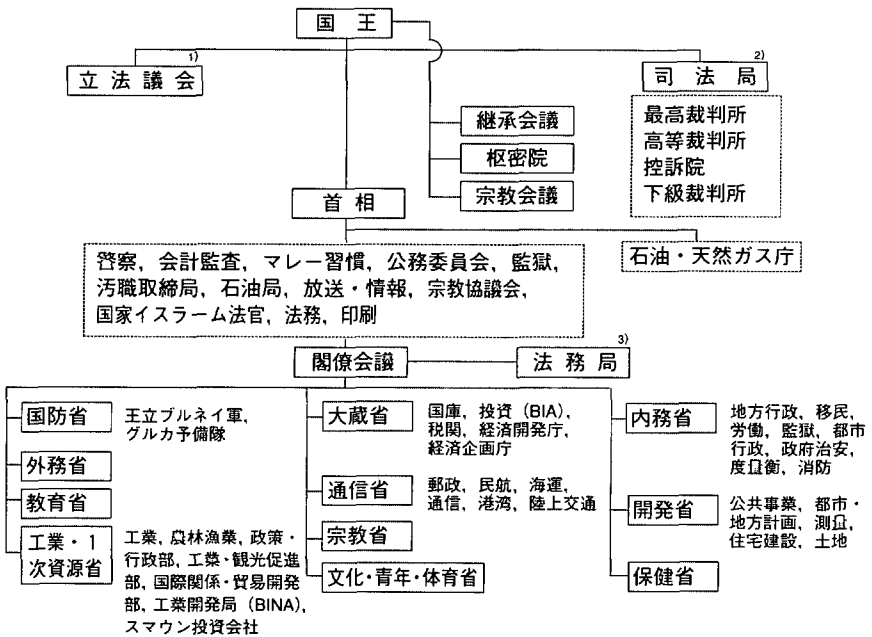 国王
立法議会 1)
司法局 2)
最高裁判所
高等裁判所
控訴院
下級裁判所
継承会議
枢密院
宗教会議
首相
石油・天然ガス庁
警察，会計監査，マレー習慣，公務委員会，監獄，
汚職取締局，石油局，放送・情報，宗教協議会，
国家イスラーム法官，法務，印刷
閣僚会議
法務局 3)
国防省
王立ブルネイ軍，
グルカ予備隊
外務省
教育省
工業・1
次資源省
工業，農林漁業，政策・
行政部，工業・観光促進
部，国際関係・貿易開発
部，工業開発局（BINA），
スマウン投資会社
大蔵省
国庫，投資（BIA），
税関，経済開発庁，
経済企画庁
通信省
郵政，民航，海運，
通信，港湾，陸上交通
宗教省
文化・青年・体育省
内務省
地方行政，移民，
労働，監獄，都市
行政，政府治安，
度量衡，消防
開発省
公共事業，都市・
地方計画，測量，
住宅建設，土地
保健省